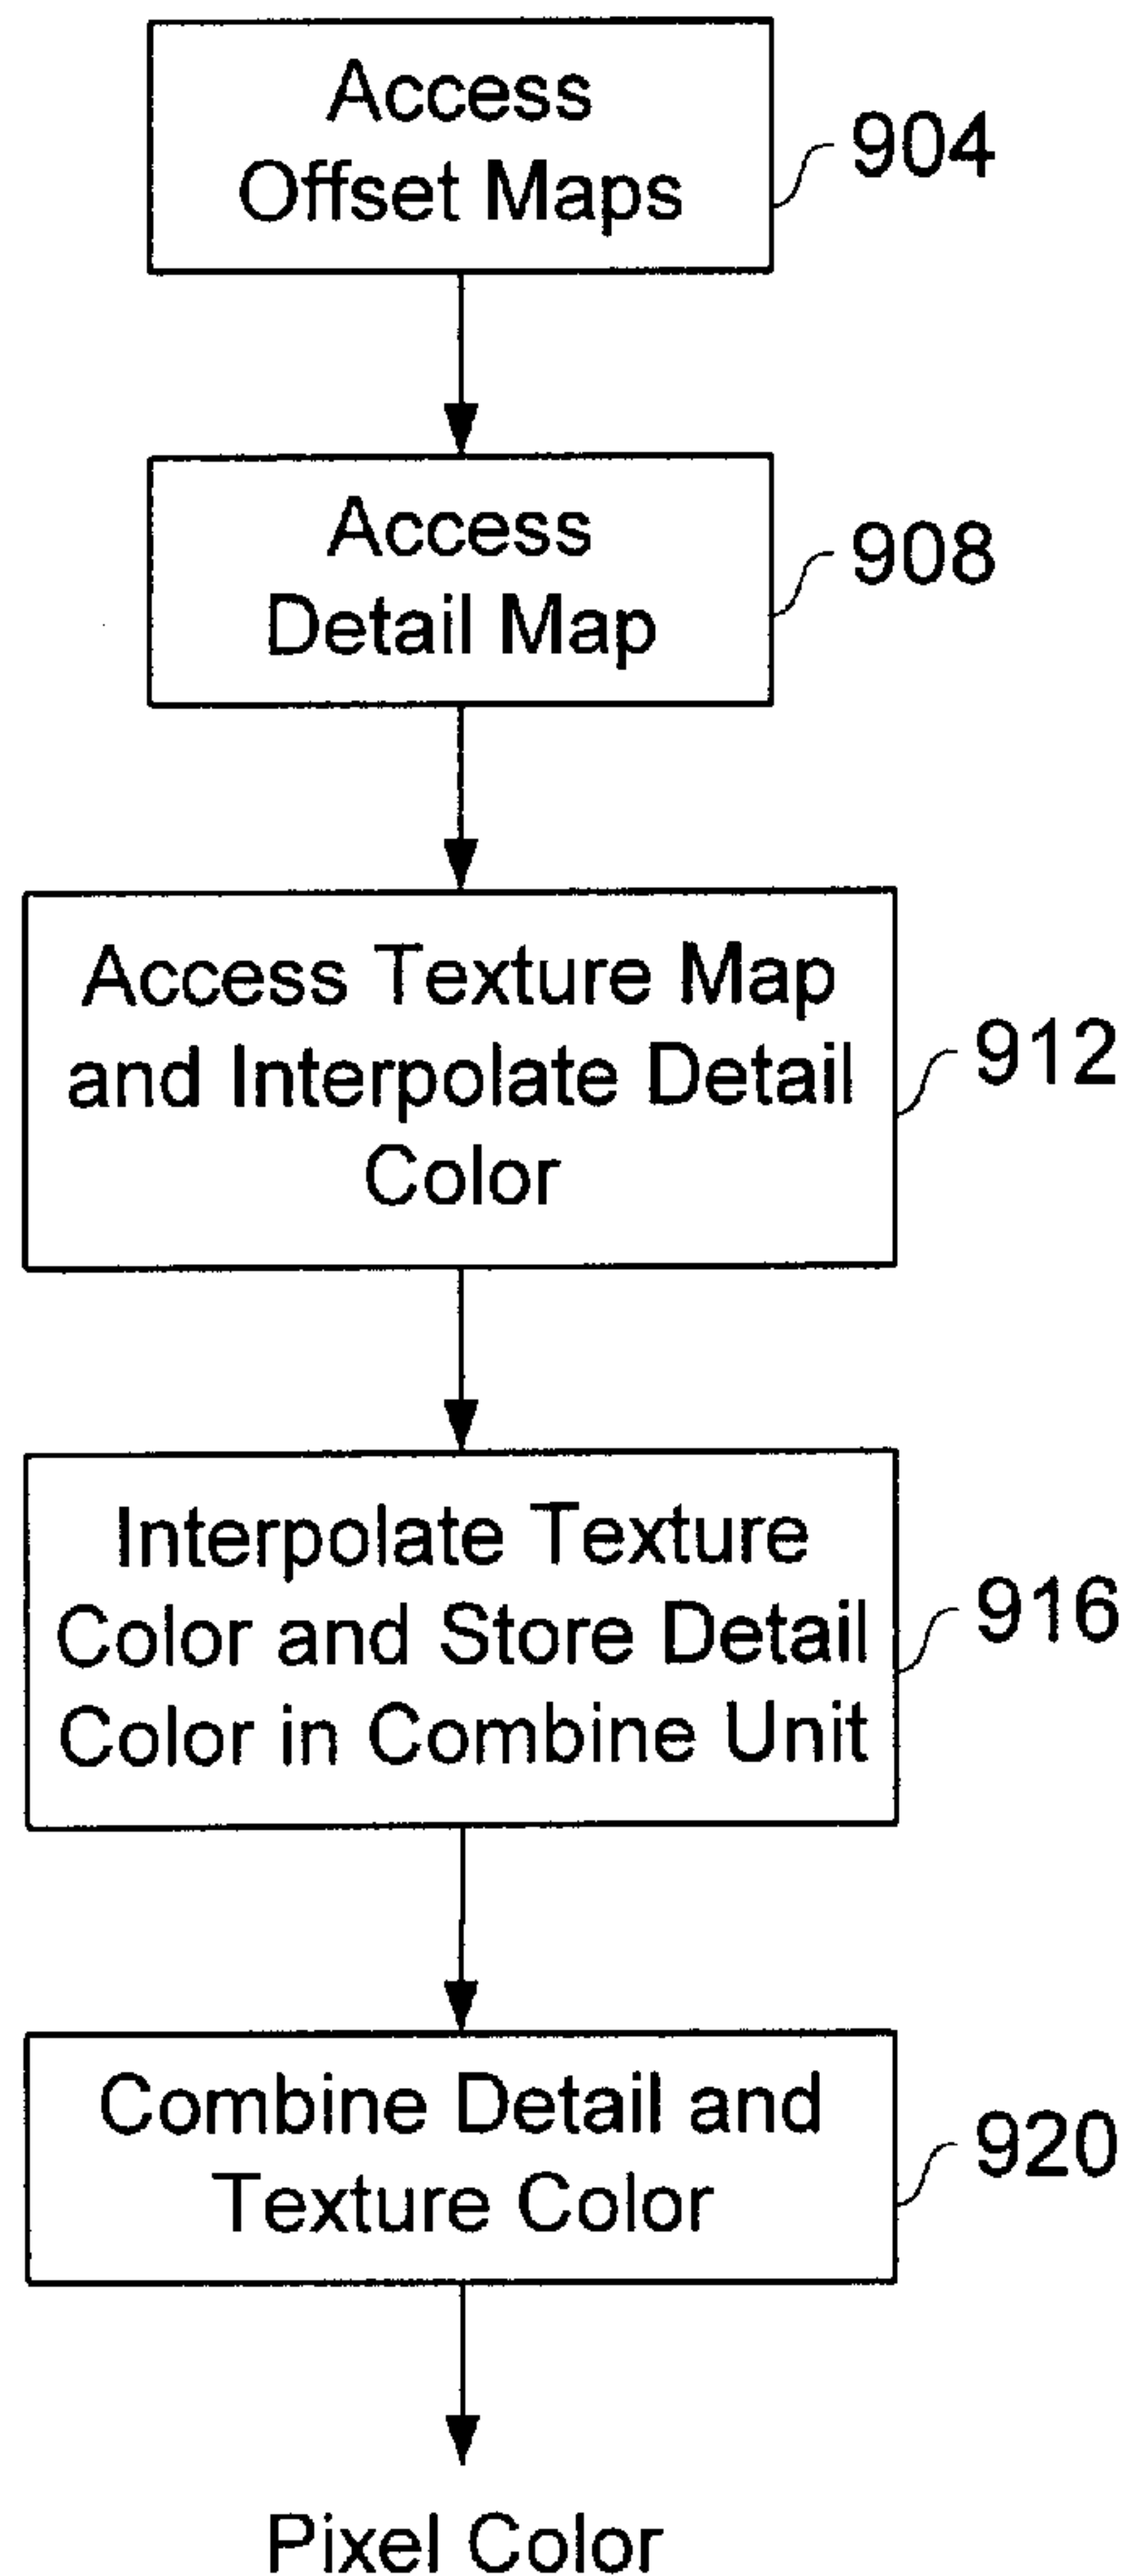 Access
Offset Maps
904
Access
Detail Map
908
Access Texture Map
and Interpolate Detail
Color
912
Interpolate Texture
Color and Store Detail
Color in Combine Unit
916
Combine Detail and
Texture Color
920
Pixel Color